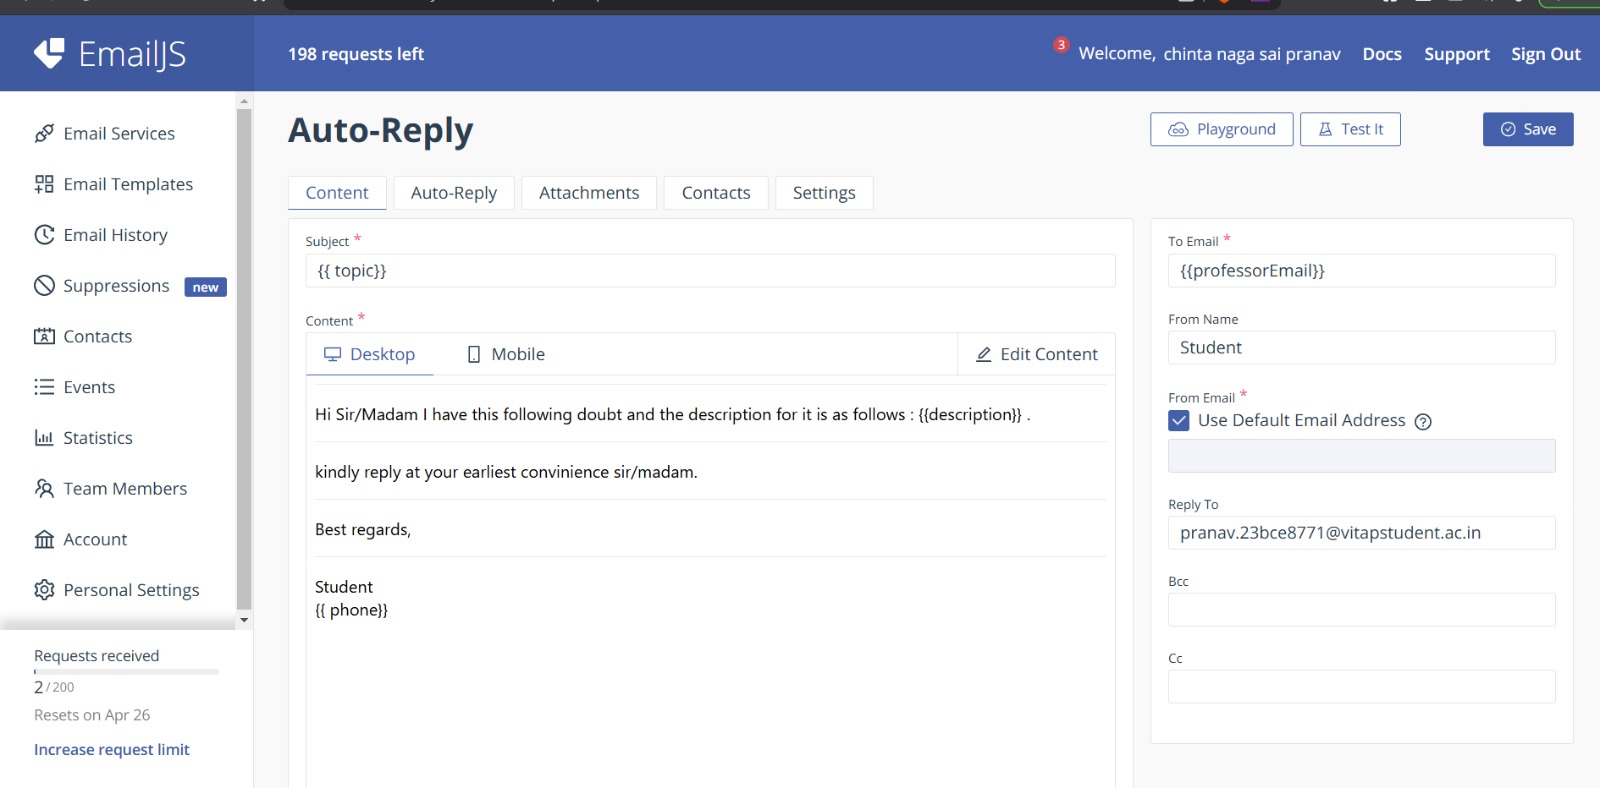 EmailJS
198 requests left
3
Welcome, chinta naga sai pranav
Docs
Support
Sign Out
Email Services
Email Templates
Email History
Suppressions new
Contacts
Events
Statistics
Team Members
Account
Personal Settings
Requests received
2/200
Resets on Apr 26
Increase request limit
Auto-Reply
Playground
Test It
Save
Content
Auto-Reply
Attachments
Contacts
Settings
Subject *
{{ topic}}
Content *
Desktop
Mobile
Edit Content
Hi Sir/Madam I have this following doubt and the description for it is as follows : {{description}} .
kindly reply at your earliest convinience sir/madam.
Best regards,
Student
{{ phone}}
To Email *
{{professorEmail}}
From Name
Student
From Email *
Use Default Email Address ?
Reply To
pranav.23bce8771@vitapstudent.ac.in
Bcc
Cc